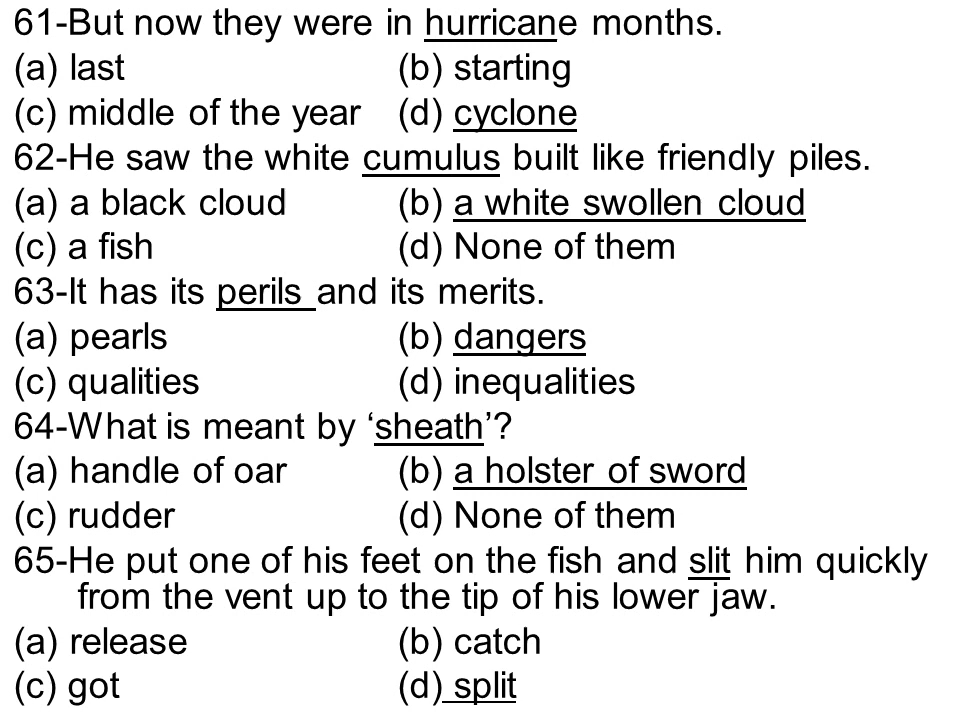 61-But now they were in hurricane months.
(a) last (b) starting
(c) middle of the year (d) cyclone
62-He saw the white cumulus built like friendly piles.
(a) a black cloud (b) a white swollen cloud
(c) a fish (d) None of them
63-It has its perils and its merits.
(a) pearls (b) dangers
(c) qualities (d) inequalities
64-What is meant by ‘sheath’?
(a) handle of oar (b) a holster of sword
(c) rudder (d) None of them
65-He put one of his feet on the fish and slit him quickly
from the vent up to the tip of his lower jaw.
(a) release (b) catch
(c) got (d) split